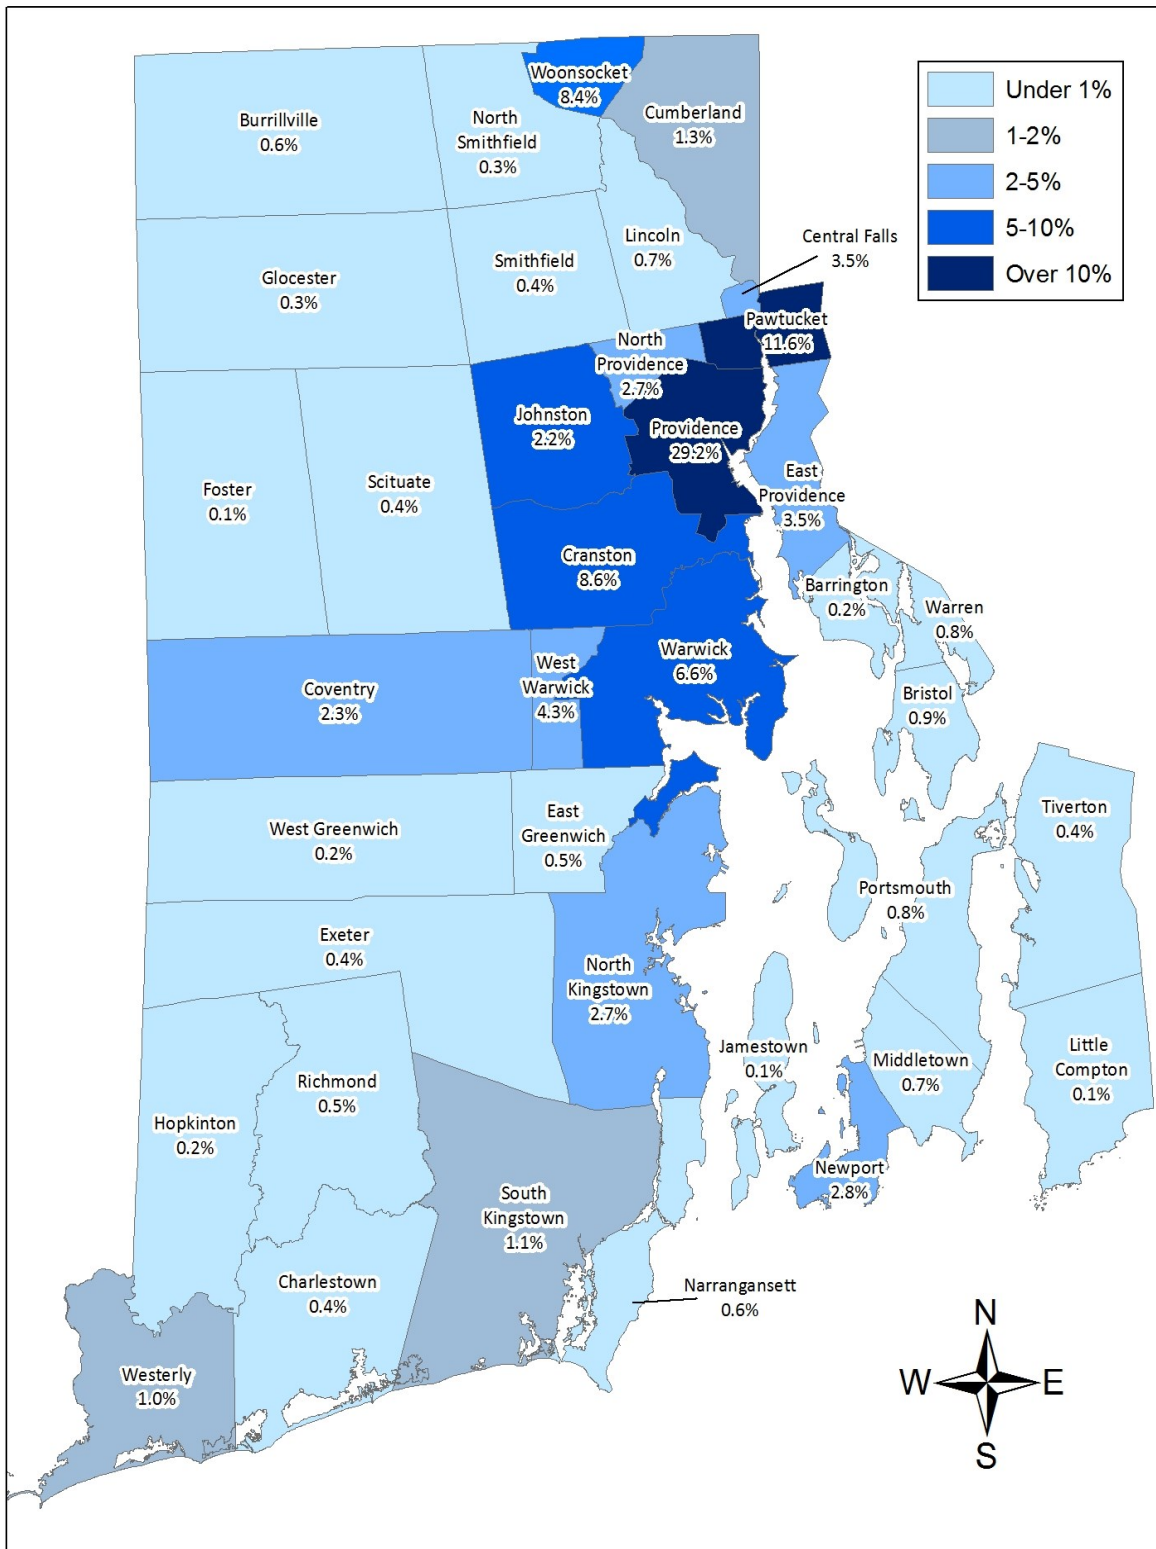 Woonsocket
8.4%
Burrillville
0.6%
North
Smithfield
0.3%
Cumberland
1.3%
Under 1%
1-2%
2-5%
5-10%
Over 10%
Glocester
0.3%
Smithfield
0.4%
Lincoln
0.7%
Central Falls
3.5%
Pawtucket
11.6%
North
Providence
2.7%
Johnston
2.2%
Providence
29.2%
Foster
0.1%
Scituate
0.4%
East
Providence
3.5%
Cranston
8.6%
Barrington
0.2%
Warren
0.8%
Coventry
2.3%
West
Warwick
4.3%
Warwick
6.6%
Bristol
0.9%
West Greenwich
0.2%
East
Greenwich
0.5%
Tiverton
0.4%
Portsmouth
0.8%
Exeter
0.4%
North
Kingstown
2.7%
Jamestown
0.1%
Middletown
0.7%
Little
Compton
0.1%
Richmond
0.5%
Hopkinton
0.2%
Newport
2.8%
South
Kingstown
1.1%
Charlestown
0.4%
Narrangansett
0.6%
Westerly
1.0%
N
W
E
S